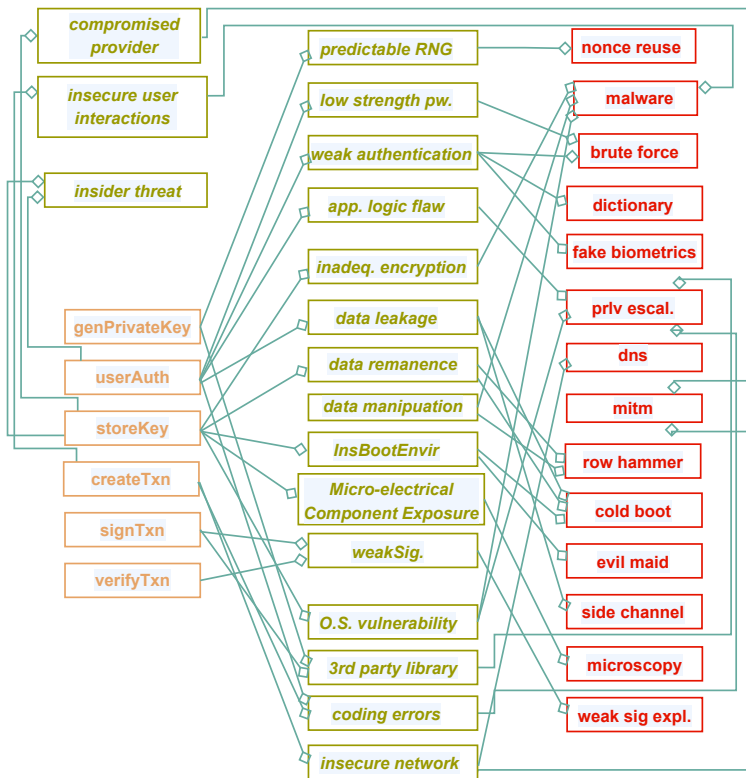 compromised
provider
insecure user
interactions
insider threat
genPrivateKey
userAuth
storeKey
createTxn
signTxn
verifyTxn
predictable RNG
low strength pw.
weak authentication
app. logic flaw
inadeq. encryption
data leakage
data remanence
data manipuation
InsBootEnvir
Micro-electrical
Component Exposure
weakSig.
O.S. vulnerability
3rd party library
coding errors
insecure network
nonce reuse
malware
brute force
dictionary
fake biometrics
prlv escal.
dns
mitm
row hammer
cold boot
evil maid
side channel
microscopy
weak sig expl.